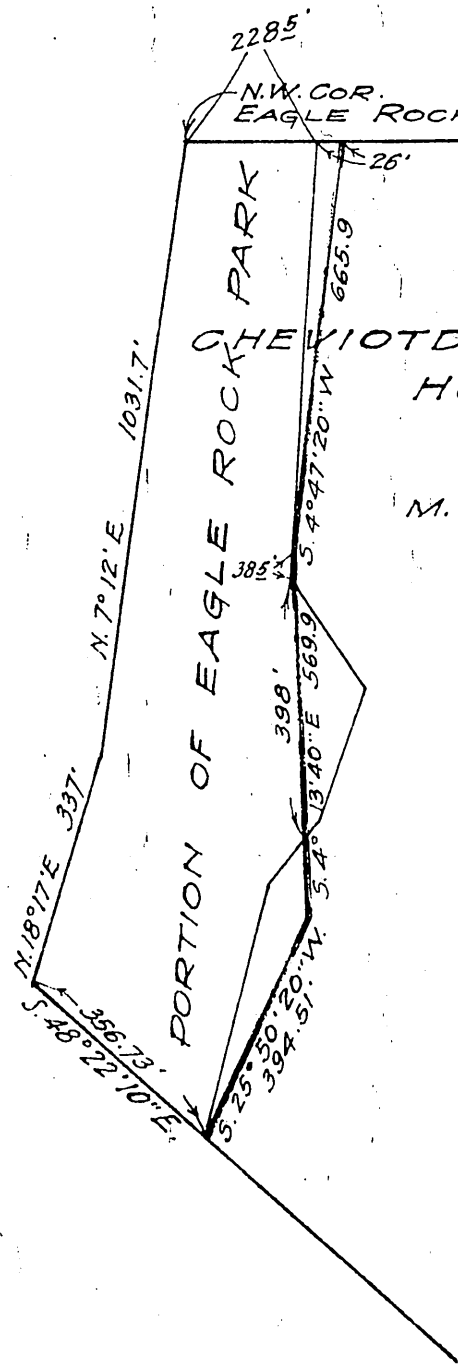 228⁵'
N.W. COR.
EAGLE ROCK
26'
PORTION OF EAGLE ROCK PARK
CHEVIOTD
H
M.
S. 4°47'20" W 665.9
N. 7°12' E 1031.7'
38⁵'
398'
S. 4° 13'40" E 569.9
N. 18°17' E 337'
356.73'
S. 48°22'10" E.
S. 25° 50' 20" W.
394.51.